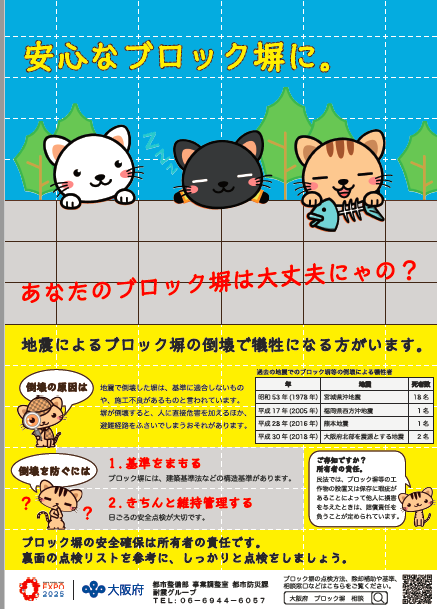 安心なブロック塀に。
zzz
あなたのブロック塀は大丈夫にゃの？
地震によるブロック塀の倒壊で犠牲になる方がいます。
倒壊の原因は
地震で倒壊した塀は、基準に適合しないもの
や、施工不良があるものと言われています。
塀が倒壊すると、人に直接危害を加えるほか、
避難経路をふさいでしまうおそれがあります。
過去の地震でのブロック塀等の倒壊による犠牲者
年 地震 死者数
昭和 53 年 (1978 年) 宮城県沖地震 18 名
平成 17 年 (2005 年) 福岡県西方沖地震 1 名
平成 28 年 (2016 年) 熊本地震 1 名
平成 30 年 (2018 年) 大阪府北部を震源とする地震 2 名
倒壊を防ぐには
? ?
1.基準をまもる
ブロック塀には、建築基準法などの構造基準があります。
2.きちんと維持管理する
日ごろの安全点検が大切です。
ご存知ですか？
所有者の責任。
民法では、ブロック塀等の工
作物の設置又は保存に瑕疵が
あることによって他人に損害
を与えたときは、賠償責任を
負うことが定められています。
ブロック塀の安全確保は所有者の責任です。
裏面の点検リストを参考に、しっかりと点検をしましょう。
EXPO
2025
大阪府
都市整備部 事業調整室 都市防災課
耐震グループ
TEL:06−6944−6057
ブロック塀の点検方法、除却補助や基準、
相談窓口などはこちらをご覧ください。
大阪府 ブロック塀 相談